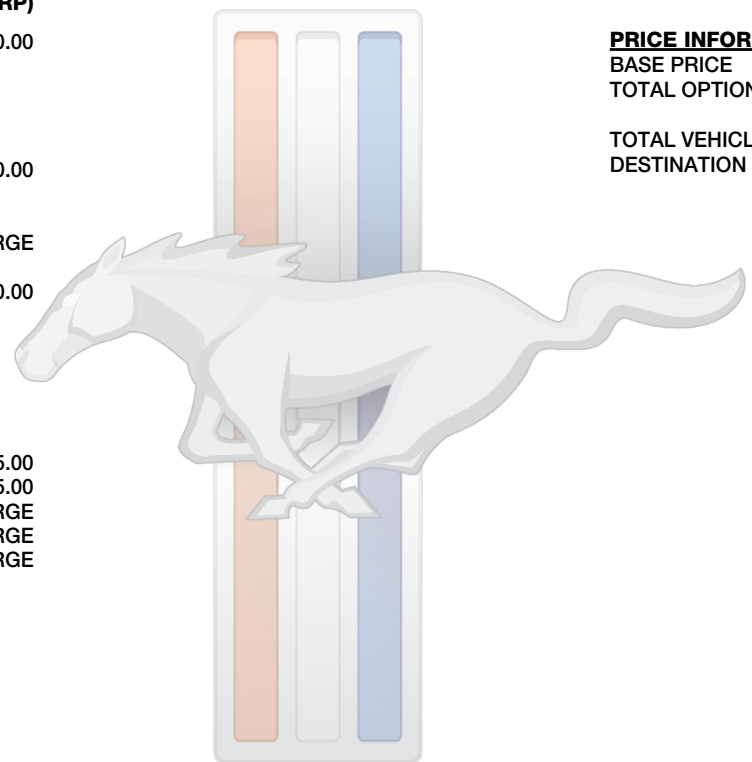 RP)
0.00
0.00
RGE
0.00
5.00
5.00
RGE
RGE
RGE
PRICE INFOR
BASE PRICE
TOTAL OPTION
TOTAL VEHICL
DESTINATION